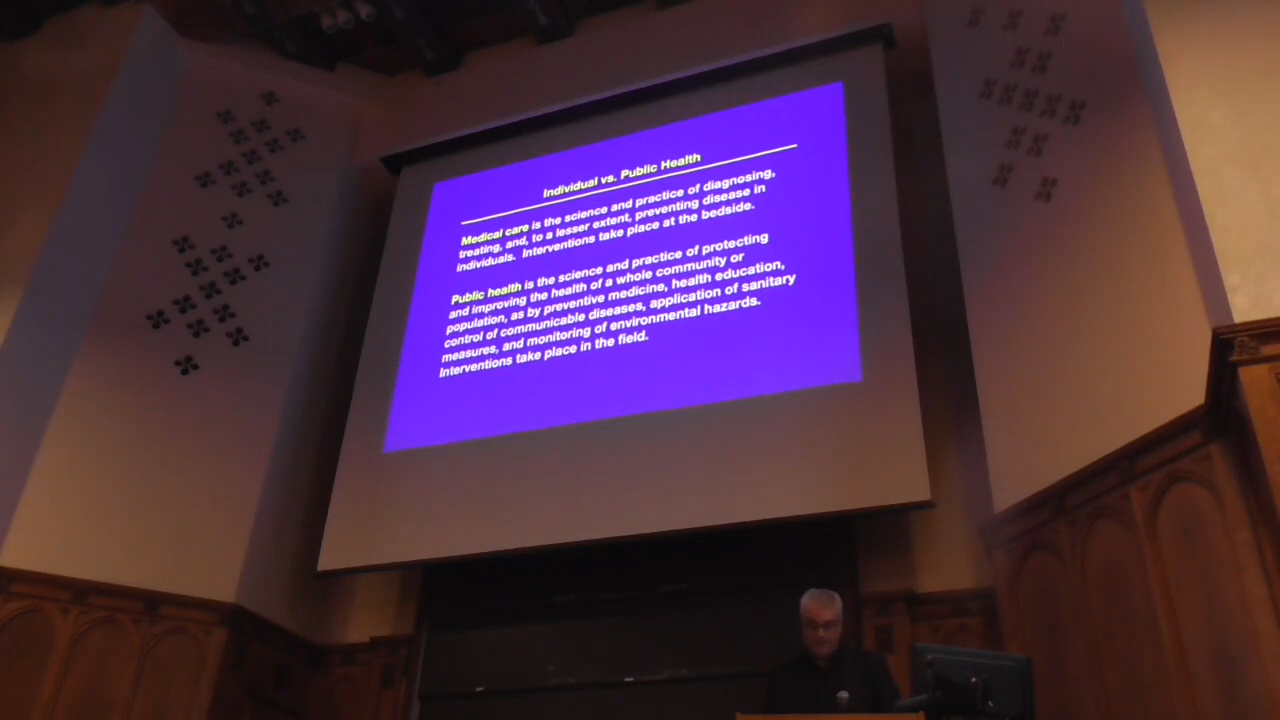 Individual vs. Public Health
Medical care is the science and practice of diagnosing,
treating, and, to a lesser extent, preventing disease in
individuals. Interventions take place at the bedside.
Public health is the science and practice of protecting
and improving the health of a whole community or
population, as by preventive medicine, health education,
control of communicable diseases, application of sanitary
measures, and monitoring of environmental hazards.
Interventions take place in the field.